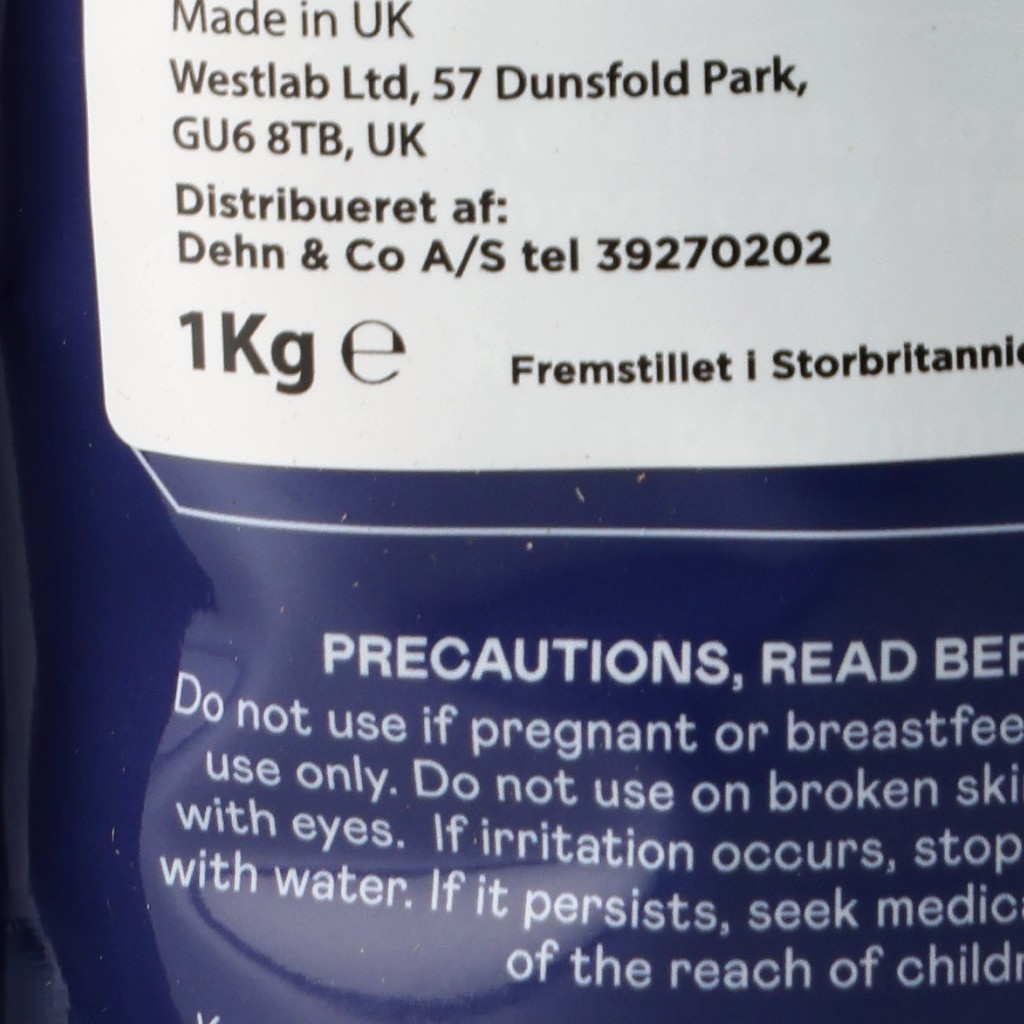 Made in UK
Westlab Ltd, 57 Dunsfold Park,
GU6 8TB, UK
Distribueret af:
Dehn & Co A/S tel 39270202
1Kg ℮
Fremstillet i
PRECAUTIONS, READ
Do not use if pregnant or
use only. Do not use on broken
with eyes. If irritation occurs, stop
with water. If it persists, seek
of the reach of